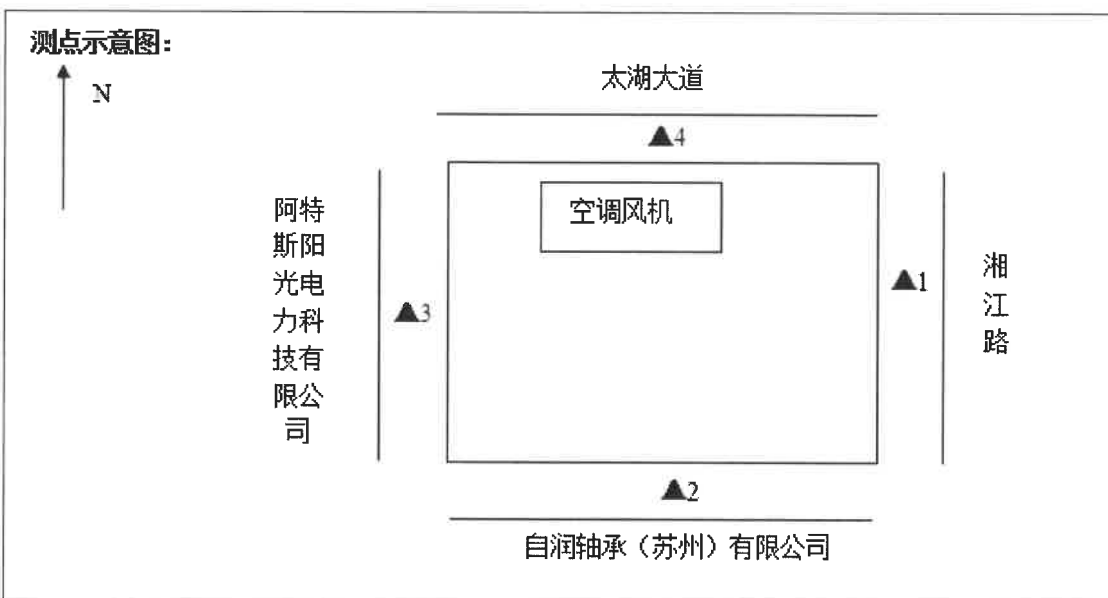 测点示意图：
N
太湖大道
▲4
空调风机
阿特
斯阳
光电
力科
技有
限公
司
▲3
▲1
湘
江
路
▲2
自润轴承（苏州）有限公司